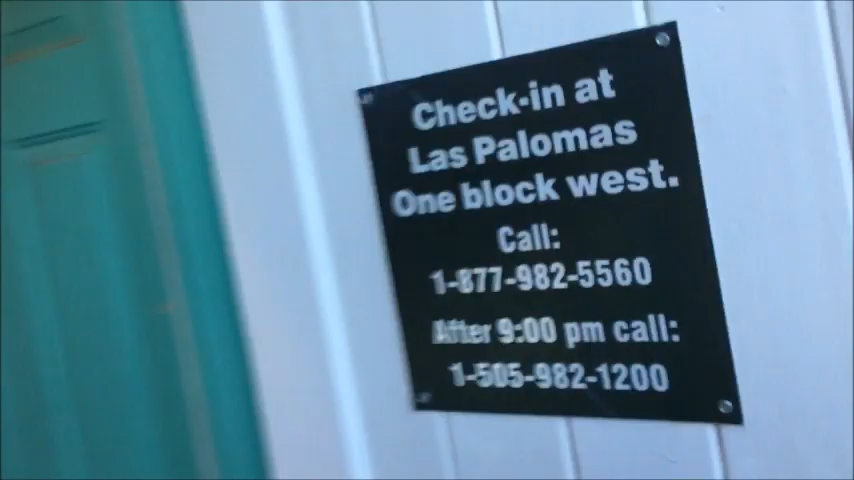 Check-in at
Las Palomas
One block west.
Call:
1-877-982-5560
After 9:00 pm call:
1-505-982-1200